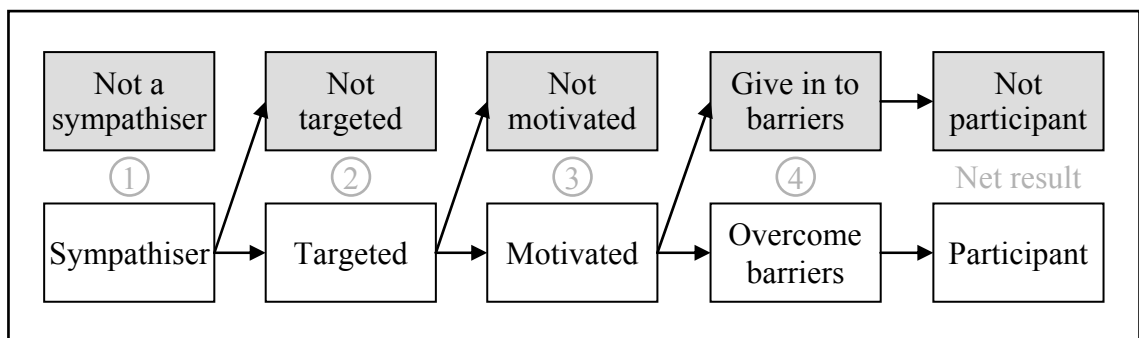 Not a
sympathiser
Not
targeted
Not
motivated
Give in to
barriers
Not
participant
1
2
3
4
Net result
Sympathiser
Targeted
Motivated
Overcome
barriers
Participant